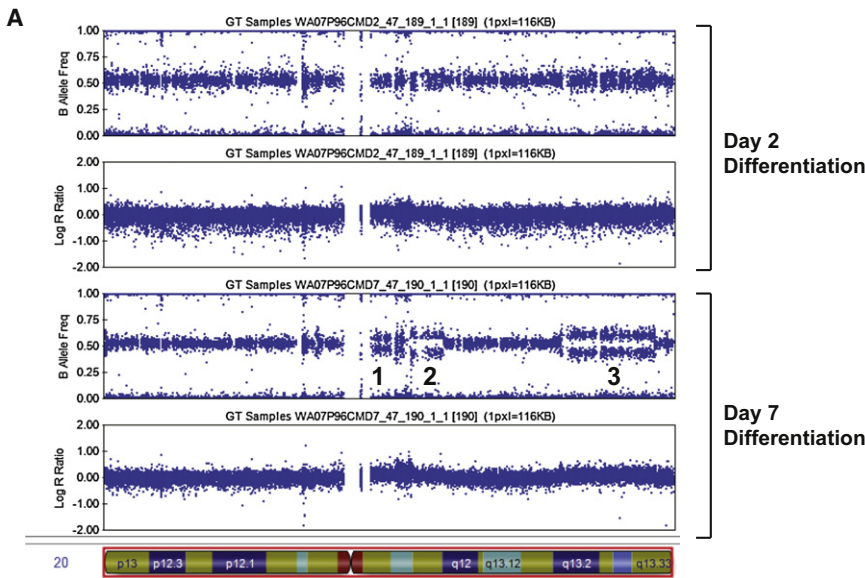 A
GT Samples WA07P96CMD2_47_189_1_1 [189] (1pxl=116KB)
1.00
0.75
0.50
0.25
0.00
B Allele Freq
GT Samples WA07P96CMD2_47_189_1_1 [189] (1pxl=116KB)
2.00
1.00
0.00
-1.00
-2.00
Log R Ratio
Day 2
Differentiation
GT Samples WA07P96CMD7_47_190_1_1 [190] (1pxl=116KB)
1.00
0.75
0.50
0.25
0.00
B Allele Freq
1 2 3
GT Samples WA07P96CMD7_47_190_1_1 [190] (1pxl=116KB)
2.00
1.00
0.00
-1.00
-2.00
Log R Ratio
Day 7
Differentiation
20 p13 p12.3 p12.1 q12 q13.12 q13.2 q13.33